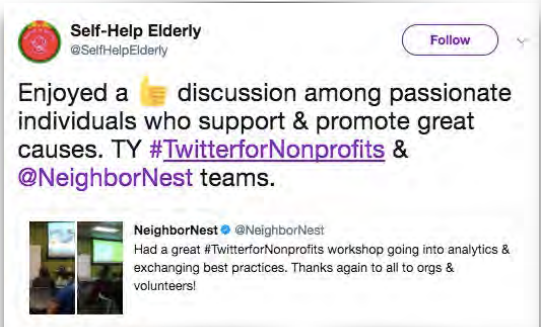 Self-Help Elderly
@SelfHelpElderly
Follow
Enjoyed a 👍 discussion among passionate
individuals who support & promote great
causes. TY #TwitterforNonprofits &
@NeighborNest teams.
NeighborNest @NeighborNest
Had a great #TwitterforNonprofits workshop going into analytics &
exchanging best practices. Thanks again to all to orgs &
volunteers!